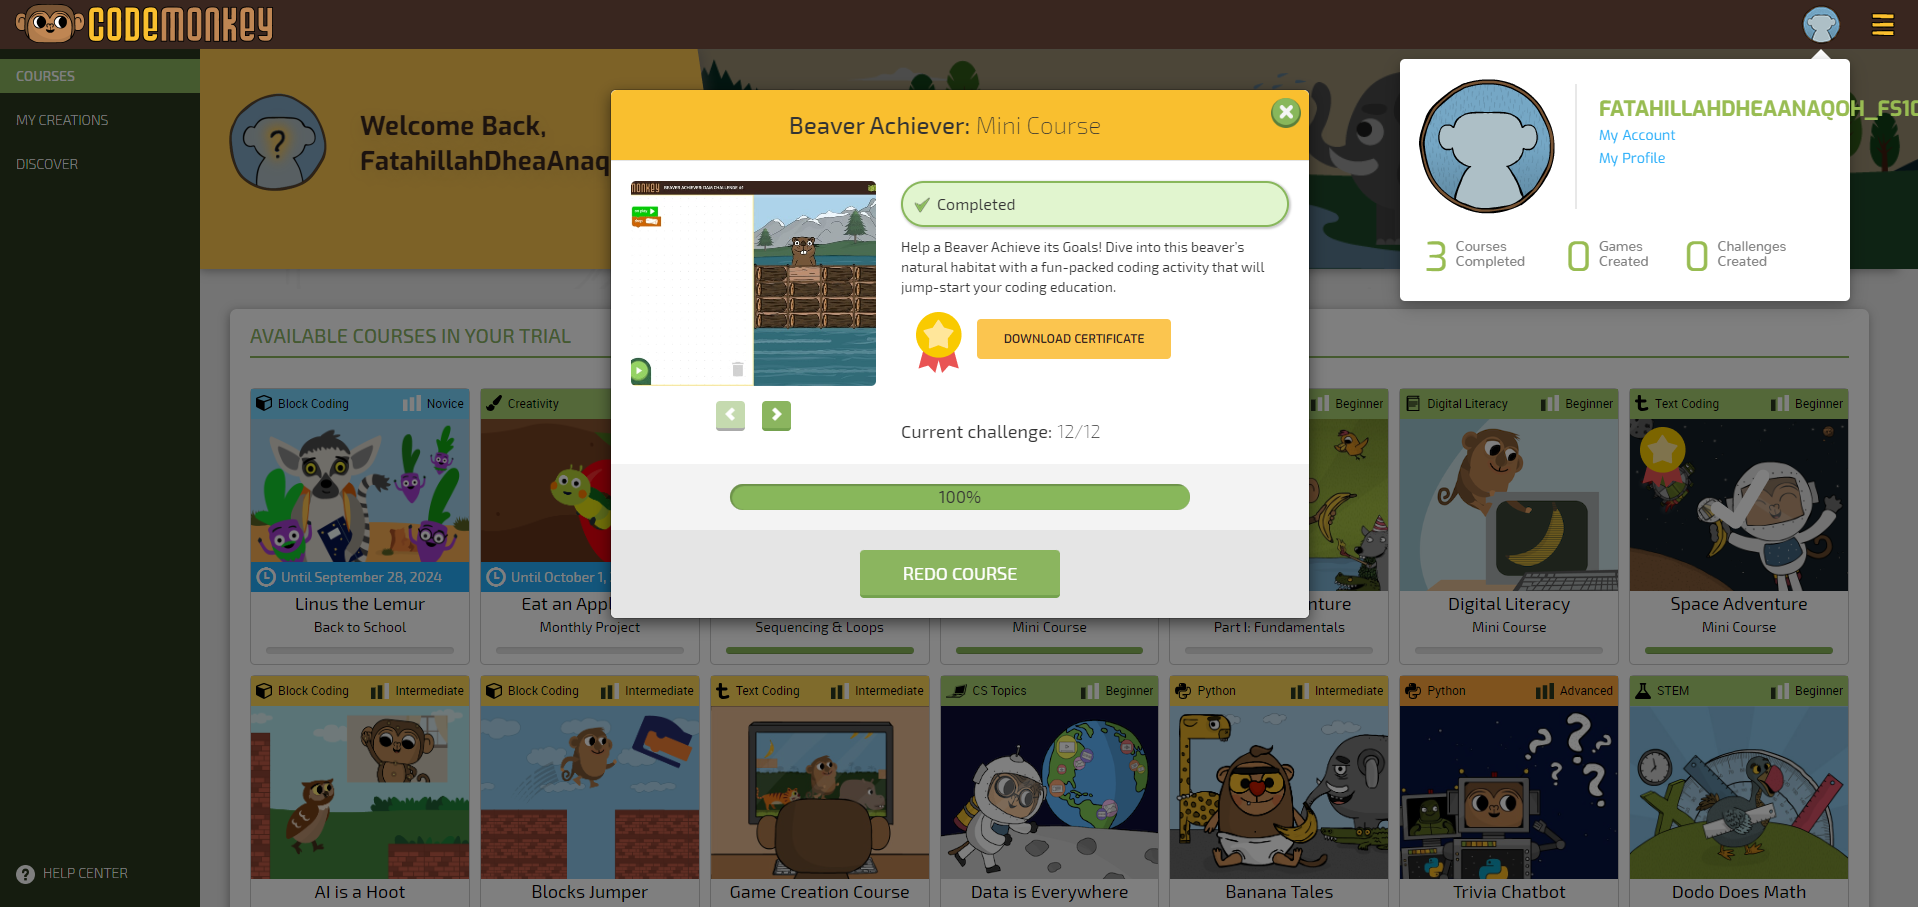 CODEMONKEY
COURSES
MY CREATIONS
DISCOVER
HELP CENTER
Welcome Back,
FatahillahDheaAnaq
FATAHILLAHDHEAANAQOH_FS10
My Account
My Profile
3 Courses Completed
0 Games Created
0 Challenges Created
Beaver Achiever: Mini Course
MONKEY BEAVER ACHIEVER DAM CHALLENGE #1
Completed
Help a Beaver Achieve its Goals! Dive into this beaver's
natural habitat with a fun-packed coding activity that will
jump-start your coding education.
DOWNLOAD CERTIFICATE
Current challenge: 12/12
100%
REDO COURSE
AVAILABLE COURSES IN YOUR TRIAL
Block Coding Novice
Until September 28, 2024
Linus the Lemur
Back to School
Creativity
Until October 1,
Eat an Appl
Monthly Project
Sequencing & Loops
Mini Course
Beginner
nture
Part I: Fundamentals
Digital Literacy Beginner
Digital Literacy
Mini Course
Text Coding Beginner
Space Adventure
Mini Course
Block Coding Intermediate
AI is a Hoot
Block Coding Intermediate
Blocks Jumper
Text Coding Intermediate
Game Creation Course
CS Topics Beginner
Data is Everywhere
Python Intermediate
Banana Tales
Python Advanced
Trivia Chatbot
STEM Beginner
Dodo Does Math